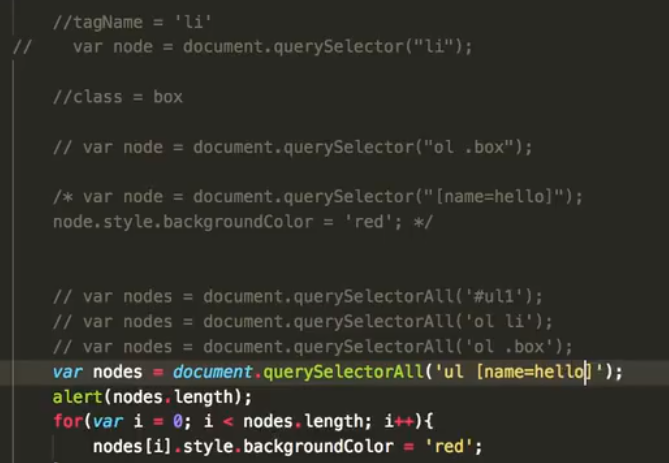 //tagName = 'li'
// var node = document.querySelector("li");
//class = box
// var node = document.querySelector("ol .box");
/* var node = document.querySelector("[name=hello]");
node.style.backgroundColor = 'red'; */
// var nodes = document.querySelectorAll('#ul1');
// var nodes = document.querySelectorAll('ol li');
// var nodes = document.querySelectorAll('ol .box');
var nodes = document.querySelectorAll('ul [name=hello]');
alert(nodes.length);
for(var i = 0; i < nodes.length; i++){
nodes[i].style.backgroundColor = 'red';